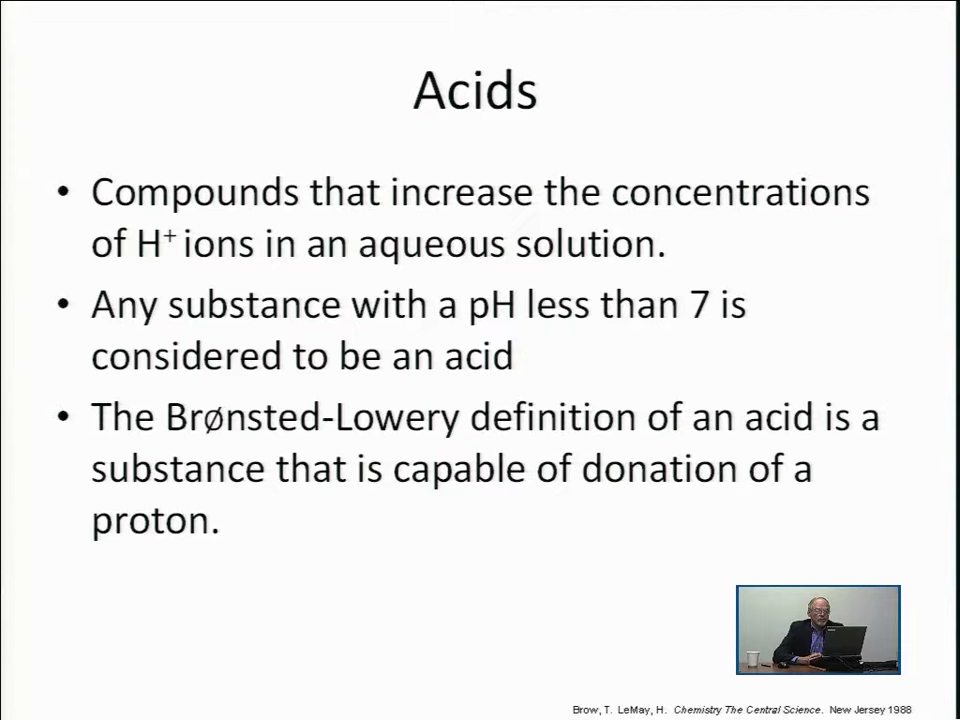 Acids
• Compounds that increase the concentrations
of H⁺ ions in an aqueous solution.
• Any substance with a pH less than 7 is
considered to be an acid
• The Brønsted-Lowery definition of an acid is a
substance that is capable of donation of a
proton.
Brow, T. LeMay, H. Chemistry The Central Science. New Jersey 1988